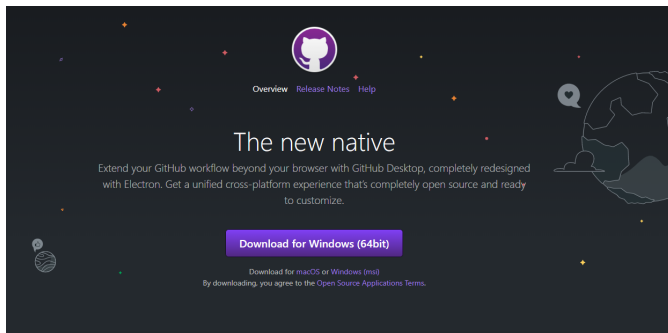 Overview Release Notes Help
The new native
Extend your GitHub workflow beyond your browser with GitHub Desktop, completely redesigned
with Electron. Get a unified cross-platform experience that's completely open source and ready
to customize.
Download for Windows (64bit)
Download for macOS or Windows (msi)
By downloading, you agree to the Open Source Applications Terms.